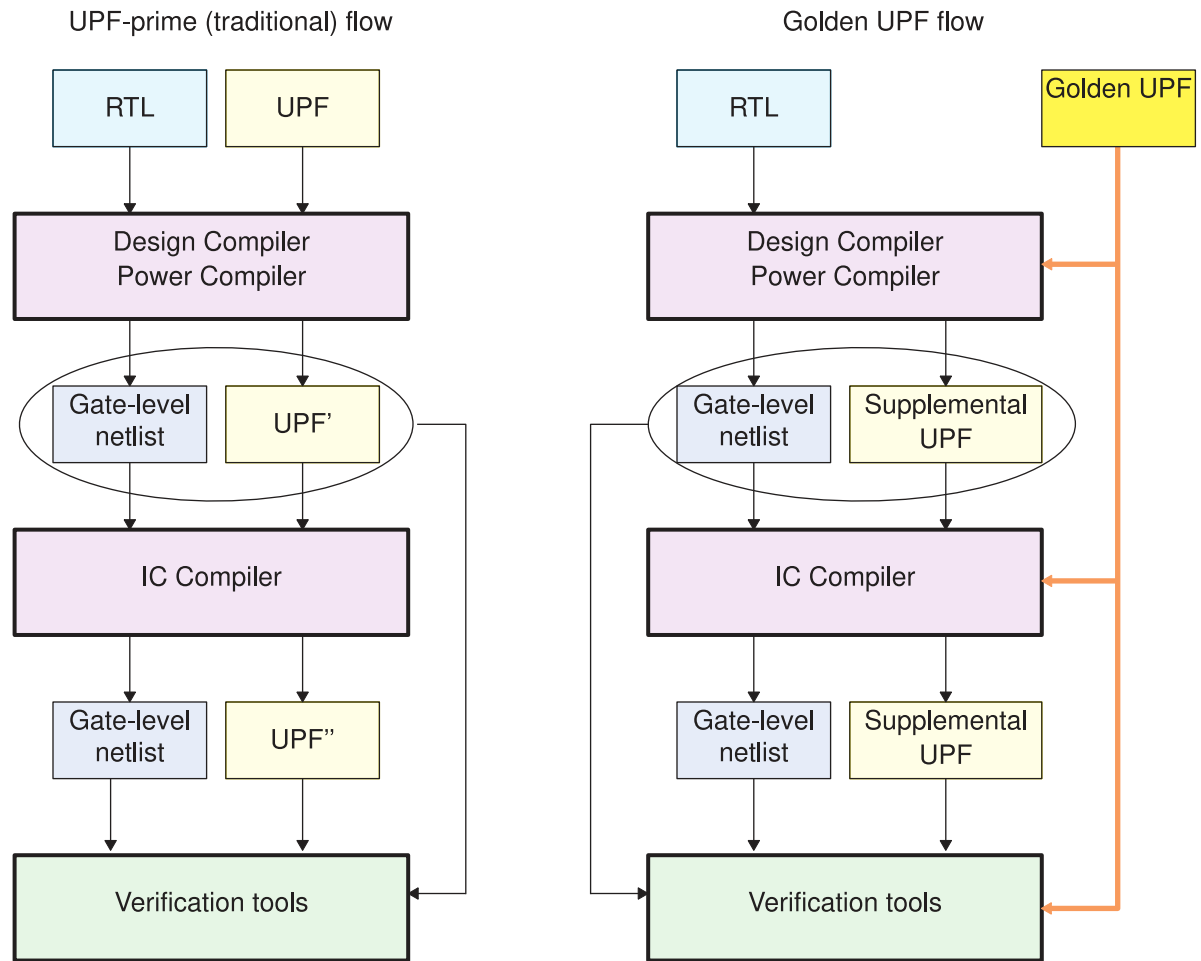 UPF-prime (traditional) flow
RTL
UPF
Design Compiler
Power Compiler
Gate-level
netlist
UPF’
IC Compiler
Gate-level
netlist
UPF’’
Verification tools
Golden UPF flow
RTL
Golden UPF
Design Compiler
Power Compiler
Gate-level
netlist
Supplemental
UPF
IC Compiler
Gate-level
netlist
Supplemental
UPF
Verification tools